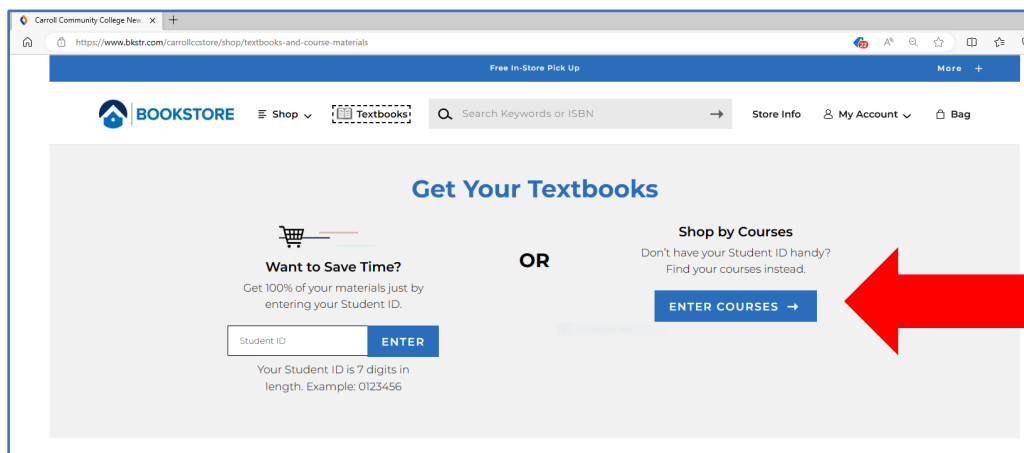 Carroll Community College New
https://www.bkstr.com/carrollccstore/shop/textbooks-and-course-materials
22
Free In-Store Pick Up
More +
BOOKSTORE
Shop
Textbooks
Search Keywords or ISBN
Store Info
My Account
Bag
Get Your Textbooks
Want to Save Time?
Get 100% of your materials just by
entering your Student ID.
Student ID
ENTER
Your Student ID is 7 digits in
length. Example: 0123456
OR
Shop by Courses
Don't have your Student ID handy?
Find your courses instead.
ENTER COURSES →